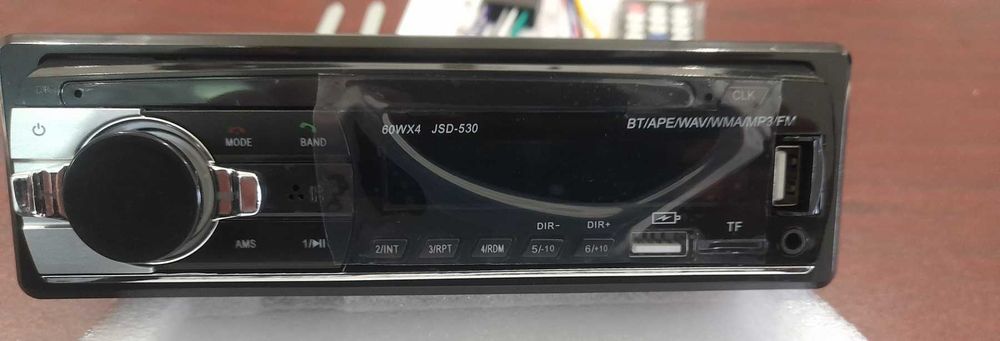 CLK
60WX4 JSD-530
BT/APE/WAV/WMA/MP3/FM
MODE
BAND
DIR-
DIR+
TF
AMS
1/▶II
2/INT
3/RPT
4/RDM
5/-10
6/+10